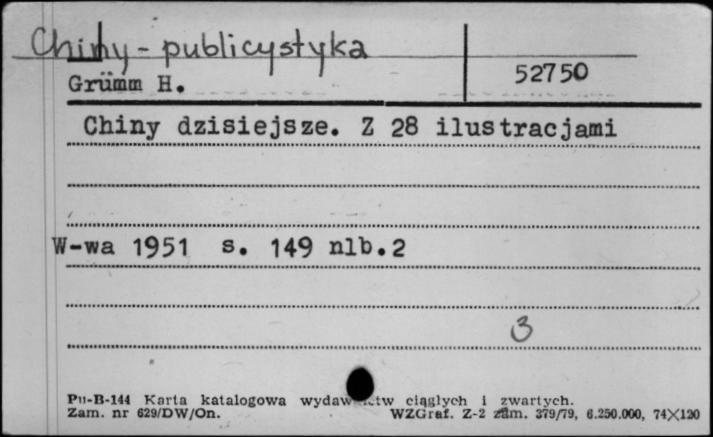 Chiny - publicystyka
Grümm H.
52750
Chiny dzisiejsze. Z 28 ilustracjami
W-wa 1951 s. 149 nlb.2
3
Pu-B-144 Karta katalogowa wydaw ctw ciągłych i zwartych.
Zam. nr 629/DW/On. WZGraf. Z-2 zam. 379/79, 6.250.000, 74X120